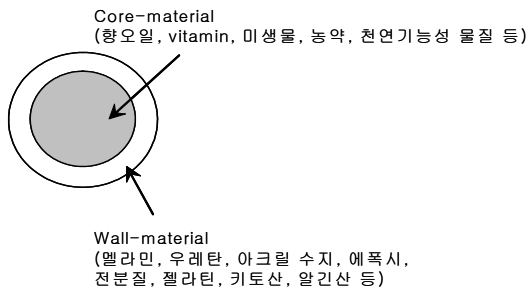 Core-material
(향오일, vitamin, 미생물, 농약, 천연기능성 물질 등)
Wall-material
(멜라민, 우레탄, 아크릴 수지, 에폭시,
전분질, 젤라틴, 키토산, 알긴산 등)